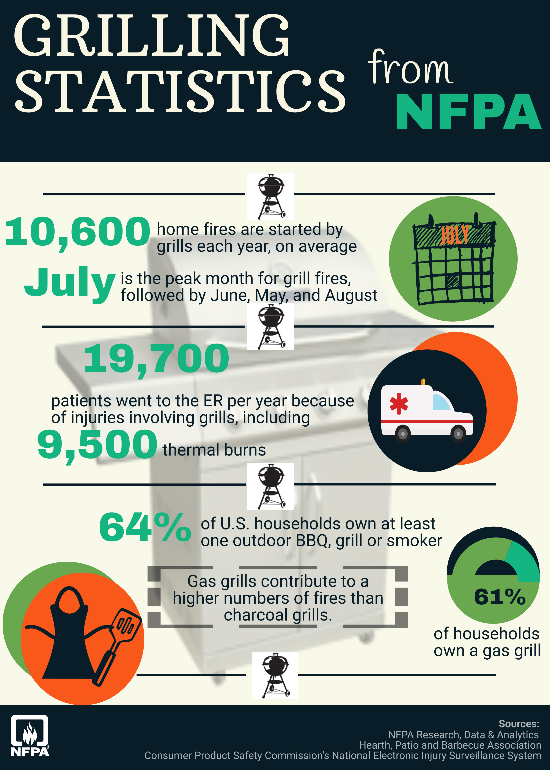 GRILLING
STATISTICS
from
NFPA
10,600 home fires are started by
grills each year, on average
July is the peak month for grill fires,
followed by June, May, and August
JULY
19,700
patients went to the ER per year because
of injuries involving grills, including
9,500 thermal burns
64% of U.S. households own at least
one outdoor BBQ, grill or smoker
Gas grills contribute to a
higher numbers of fires than
charcoal grills.
61%
of households
own a gas grill
NFPA
Sources:
NFPA Research, Data & Analytics
Hearth, Patio and Barbecue Association
Consumer Product Safety Commission's National Electronic Injury Surveillance System